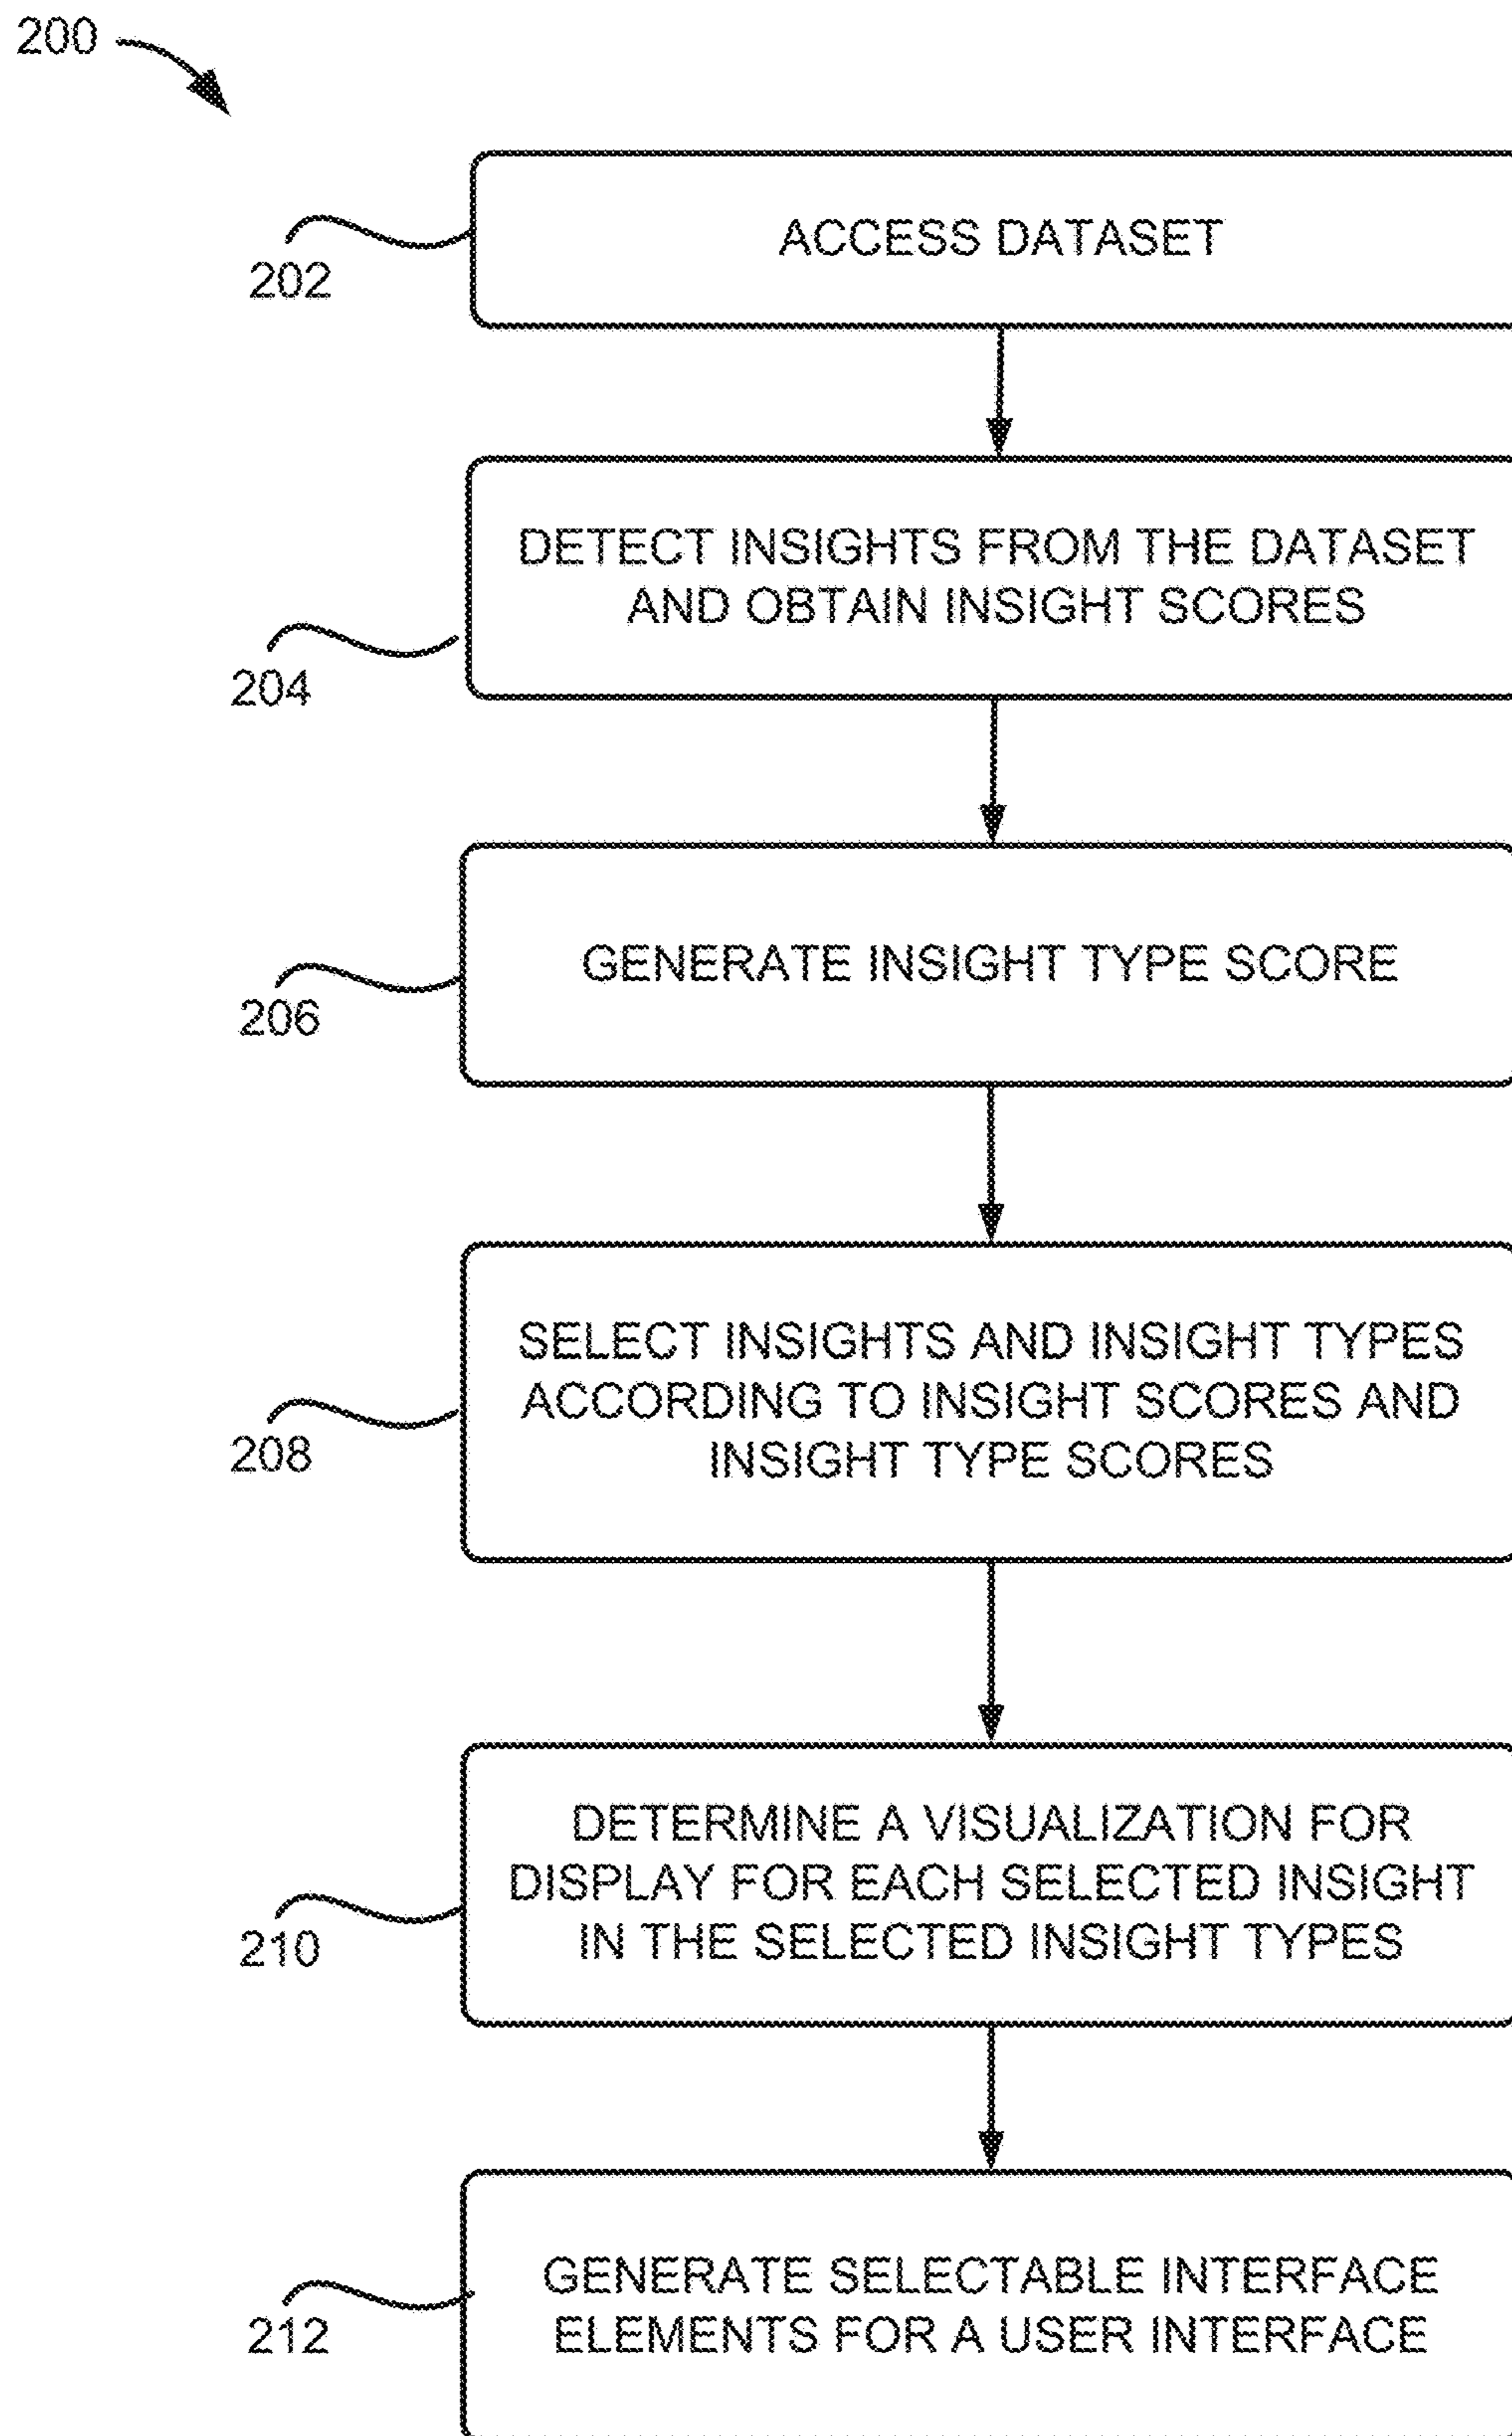 200
ACCESS DATASET
202
DETECT INSIGHTS FROM THE DATASET
AND OBTAIN INSIGHT SCORES
204
GENERATE INSIGHT TYPE SCORE
206
SELECT INSIGHTS AND INSIGHT TYPES
ACCORDING TO INSIGHT SCORES AND
INSIGHT TYPE SCORES
208
DETERMINE A VISUALIZATION FOR
DISPLAY FOR EACH SELECTED INSIGHT
IN THE SELECTED INSIGHT TYPES
210
GENERATE SELECTABLE INTERFACE
ELEMENTS FOR A USER INTERFACE
212